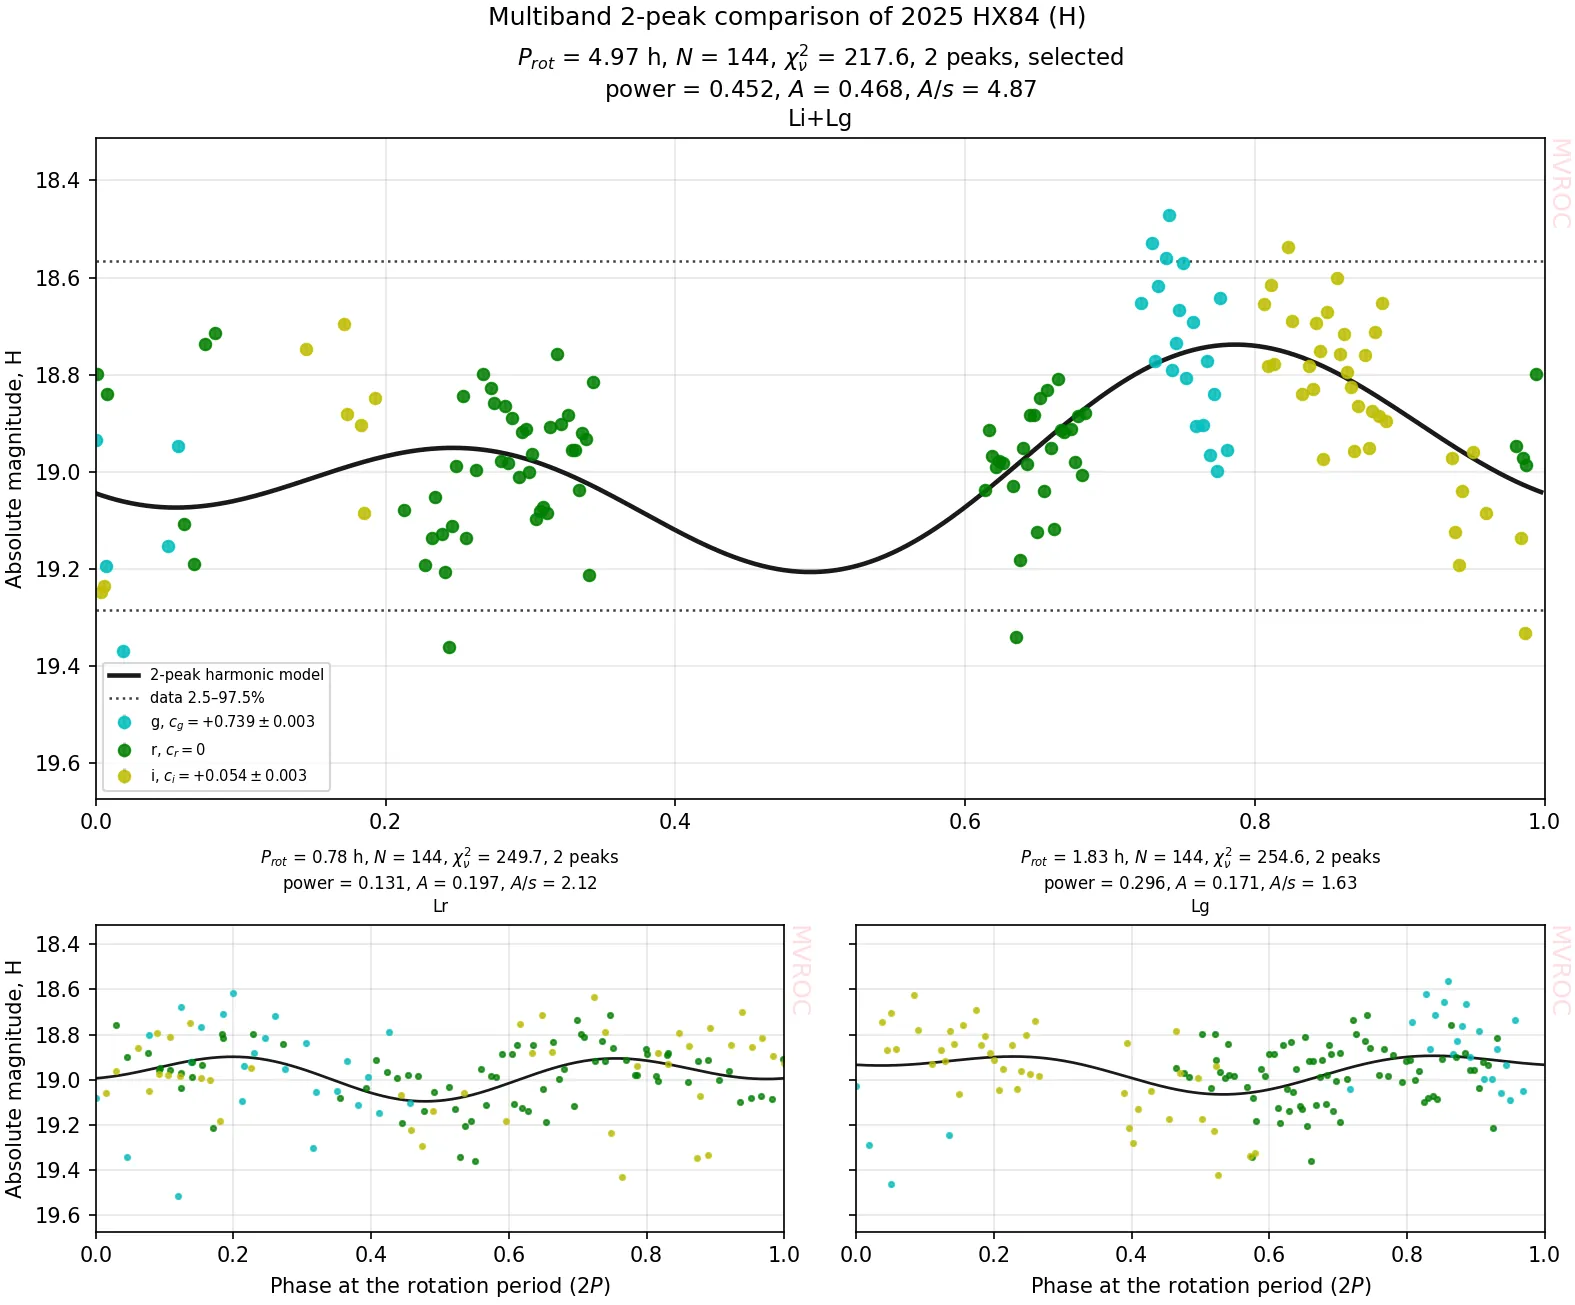 Multiband 2-peak comparison of 2025 HX84 (H)
P_rot = 4.97 h, N = 144, χ²_ν = 217.6, 2 peaks, selected
power = 0.452, A = 0.468, A/s = 4.87
Li+Lg
MVROC
Absolute magnitude, H
18.4
18.6
18.8
19.0
19.2
19.4
19.6
2-peak harmonic model
data 2.5–97.5%
g, c_g = +0.739 ± 0.003
r, c_r = 0
i, c_i = +0.054 ± 0.003
0.0 0.2 0.4 0.6 0.8 1.0
P_rot = 0.78 h, N = 144, χ²_ν = 249.7, 2 peaks
power = 0.131, A = 0.197, A/s = 2.12
Lr
MVROC
Absolute magnitude, H
18.4
18.6
18.8
19.0
19.2
19.4
19.6
0.0 0.2 0.4 0.6 0.8 1.0
Phase at the rotation period (2P)
P_rot = 1.83 h, N = 144, χ²_ν = 254.6, 2 peaks
power = 0.296, A = 0.171, A/s = 1.63
Lg
MVROC
0.0 0.2 0.4 0.6 0.8 1.0
Phase at the rotation period (2P)